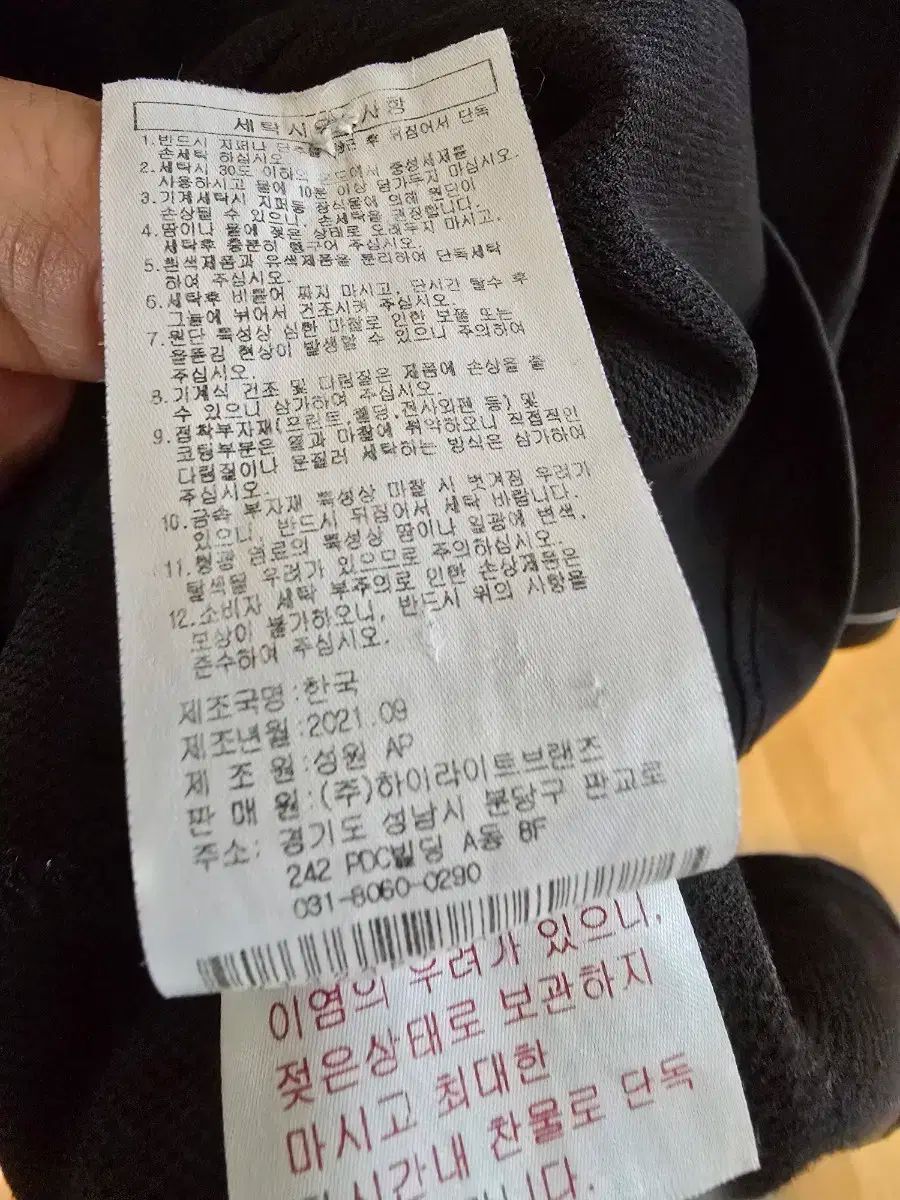 세탁시 사항
1.반드시 지퍼나 단추를 잠근 후 뒤집어서 단독
손세탁 하십시오.
2.세탁시 30도 이하의 온도에서 중성세제를
사용하시고 물에 10분 이상 담가두지 마십시오.
3.기계세탁시 지퍼등 장식물에 의해 원단이
손상될 수 있으니, 손세탁을 권장합니다.
4.땀이나 물에 젖은 상태로 오래두지 마시고,
세탁후 충분히 헹구어 주십시오.
5.흰색제품과 유색제품을 분리하여 단독세탁
하여 주십시오.
6.세탁후 비틀어 짜지 마시고, 단시간 탈수 후
그늘에 뉘어서 건조시켜 주십시오.
7.원단 특성상 심한 마찰로 인한 보풀 또는
올뜯김 현상이 발생할 수 있으니 주의하여
주십시오.
8.기계식 건조 및 다림질은 제품에 손상을 줄
수 있으니 삼가하여 주십시오.
9.접착부자재(프린트,웰딩,전사외펜 등) 및
코팅부분은 열과 마찰에 취약하오니 직접적인
다림질이나 문질러 세탁하는 방식은 삼가하여
주십시오.
10.금속 부자재 특성상 마찰 시 벗겨짐 우려가
있으니, 반드시 뒤집어서 세탁 바랍니다.
11.형광 염료의 특성상 땀이나 일광에 변색,
탈색될 우려가 있으므로 주의하십시오.
12.소비자 세탁 부주의로 인한 손상제품은
보상이 불가하오니, 반드시 위의 사항을
준수하여 주십시오.
제조국명:한국
제조년월:2021.09
제 조 원:성원 AP
판 매 원:(주)하이라이트브랜즈
주소: 경기도 성남시 분당구 판교로
242 PDC빌딩 A동 8F
031-8060-0290
이염의 우려가 있으니,
젖은상태로 보관하지
마시고 최대한
시간내 찬물로 단독